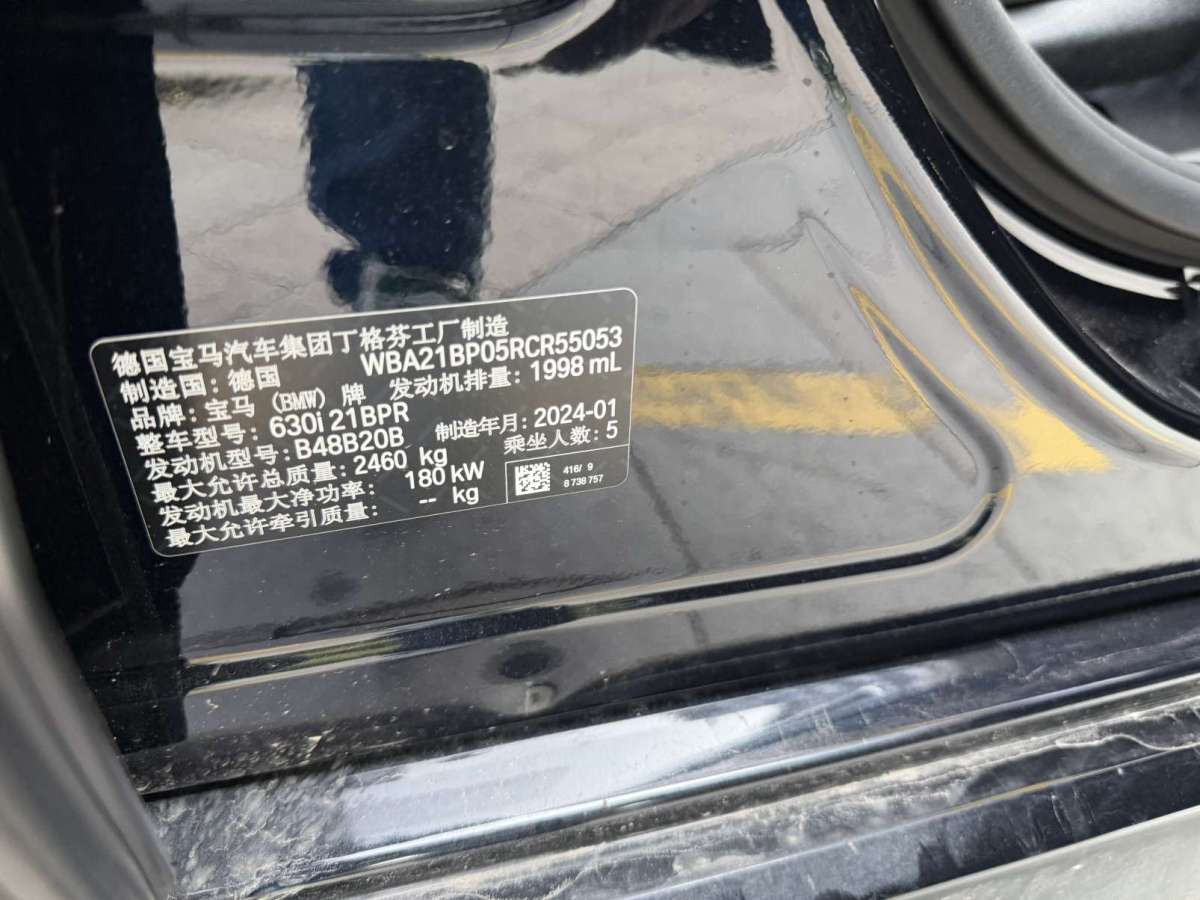 德国宝马汽车集团丁格芬工厂制造
制造国：德国 WBA21BP05RCR55053
品牌：宝马（BMW）牌 发动机排量：1998 mL
整车型号：630i 21BPR
发动机型号：B48B20B 制造年月：2024-01
最大允许总质量：2460 kg 乘坐人数：5
发动机最大净功率： 180 kW
最大允许牵引质量： -- kg
416/ 9
8 738 757